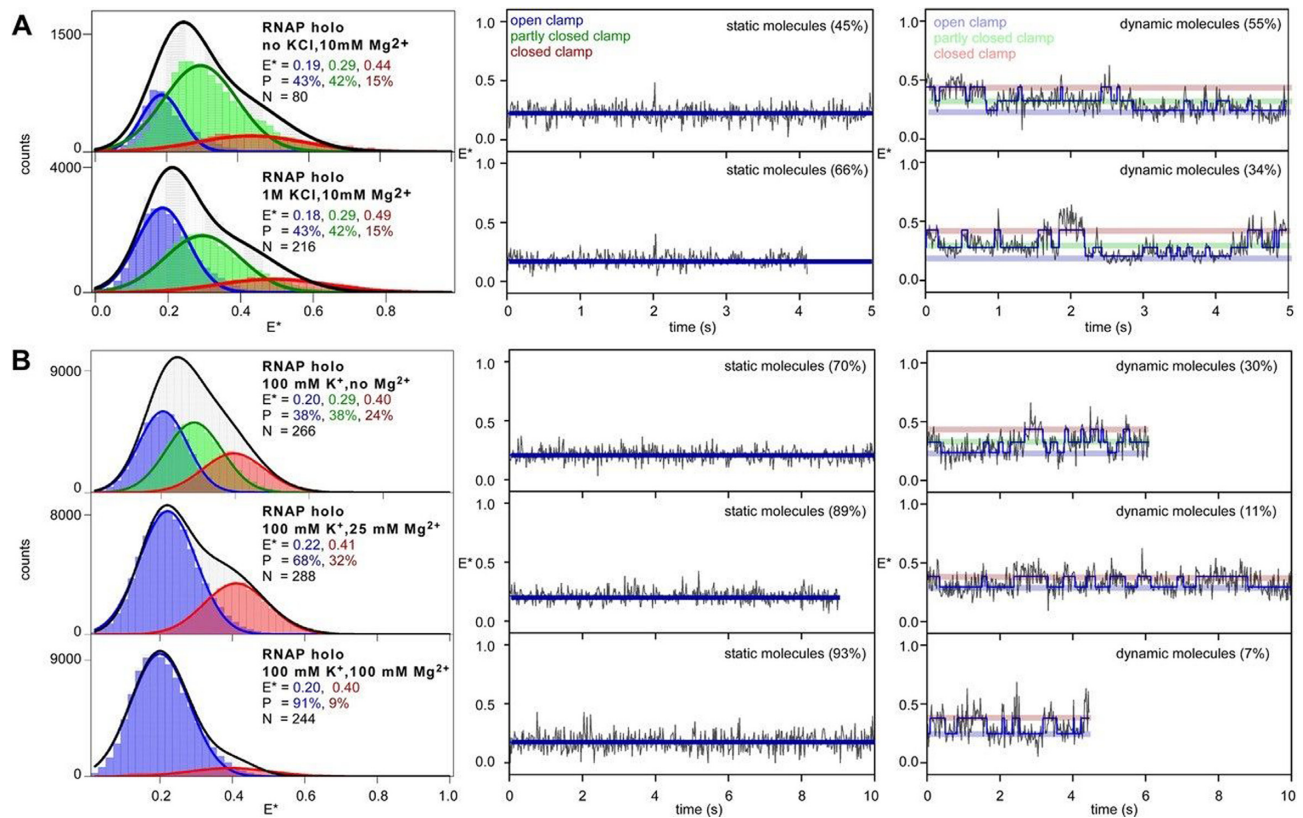 A
counts
1500
0
RNAP holo
no KCl,10mM Mg2+
E* = 0.19, 0.29, 0.44
P = 43%, 42%, 15%
N = 80
4000
0
RNAP holo
1M KCl,10mM Mg2+
E* = 0.18, 0.29, 0.49
P = 43%, 42%, 15%
N = 216
0.0 0.2 0.4 0.6 0.8
E*
1.0
0.5
0.0
open clamp
partly closed clamp
closed clamp
static molecules (45%)
E*
1.0
0.5
0.0
static molecules (66%)
0 1 2 3 4 5
time (s)
1.0
0.5
0.0
open clamp
partly closed clamp
closed clamp
dynamic molecules (55%)
E*
1.0
0.5
0.0
dynamic molecules (34%)
0 1 2 3 4 5
time (s)
B
counts
9000
0
RNAP holo
100 mM K+,no Mg2+
E* = 0.20, 0.29, 0.40
P = 38%, 38%, 24%
N = 266
8000
0
RNAP holo
100 mM K+,25 mM Mg2+
E* = 0.22, 0.41
P = 68%, 32%
N = 288
9000
0
RNAP holo
100 mM K+,100 mM Mg2+
E* = 0.20, 0.40
P = 91%, 9%
N = 244
0.2 0.4 0.6 0.8 1.0
E*
1.0
0.5
0.0
static molecules (70%)
1.0
E*
0.5
0.0
static molecules (89%)
1.0
0.5
0.0
static molecules (93%)
0 2 4 6 8 10
time (s)
1.0
0.5
0.0
dynamic molecules (30%)
1.0
E*
0.5
0.0
dynamic molecules (11%)
1.0
0.5
0.0
dynamic molecules (7%)
0 2 4 6 8 10
time (s)